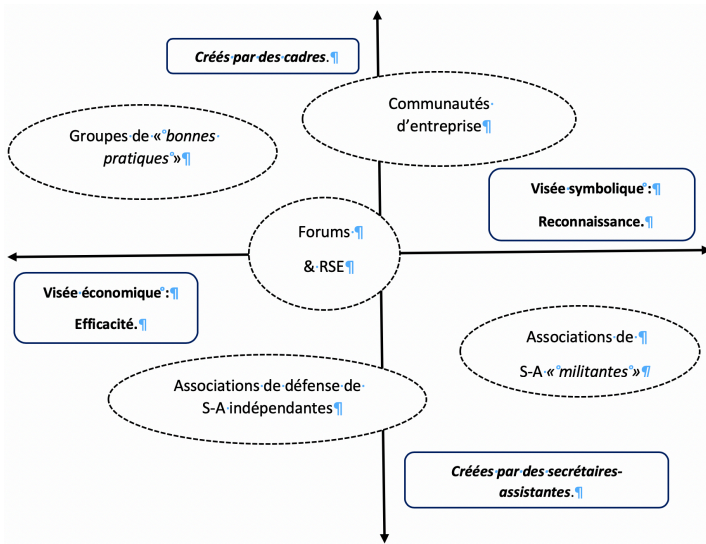 Créés par des cadres.¶
Communautés
d’entreprise¶
Groupes de «°bonnes
pratiques°»¶
Visée symbolique°:¶
Reconnaissance.¶
Forums ¶
& RSE¶
Visée économique°:¶
Efficacité.¶
Associations de ¶
S-A «°militantes°»¶
Associations de défense de
S-A indépendantes¶
Créées par des secrétaires-
assistantes.¶